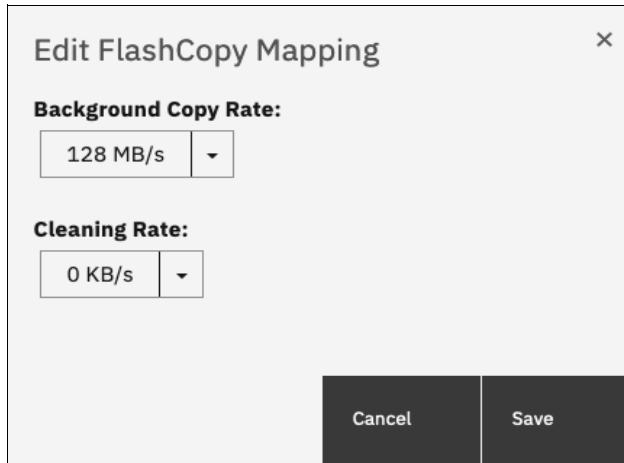 Edit FlashCopy Mapping
Background Copy Rate:
128 MB/s
Cleaning Rate:
0 KB/s
Cancel Save